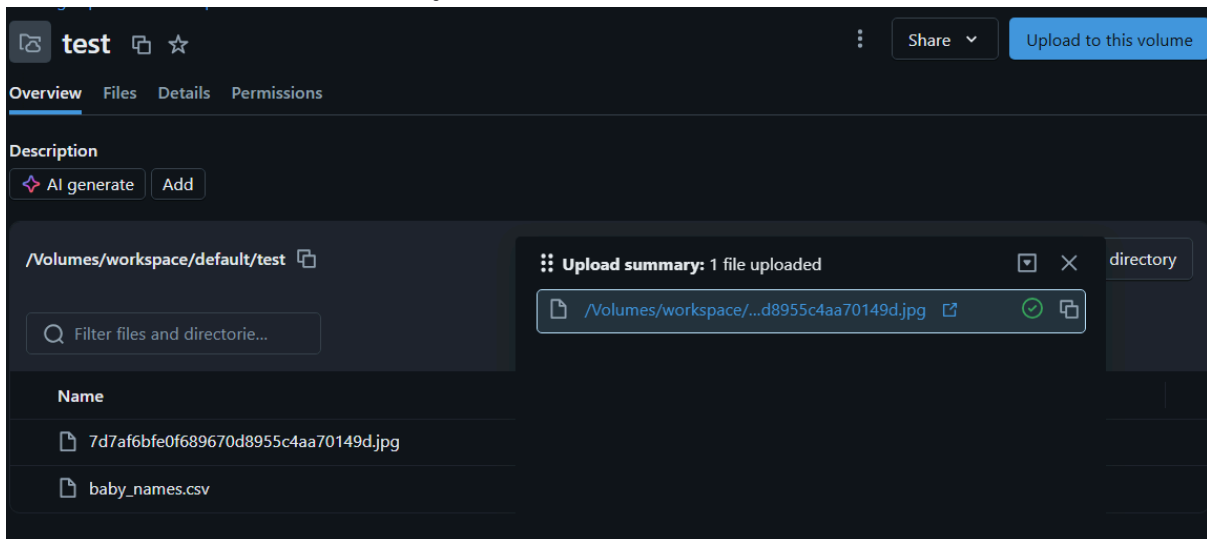 test
Share
Upload to this volume
Overview Files Details Permissions
Description
AI generate Add
/Volumes/workspace/default/test
directory
Upload summary: 1 file uploaded
/Volumes/workspace/...d8955c4aa70149d.jpg
Filter files and directorie...
Name
7d7af6bfe0f689670d8955c4aa70149d.jpg
baby_names.csv